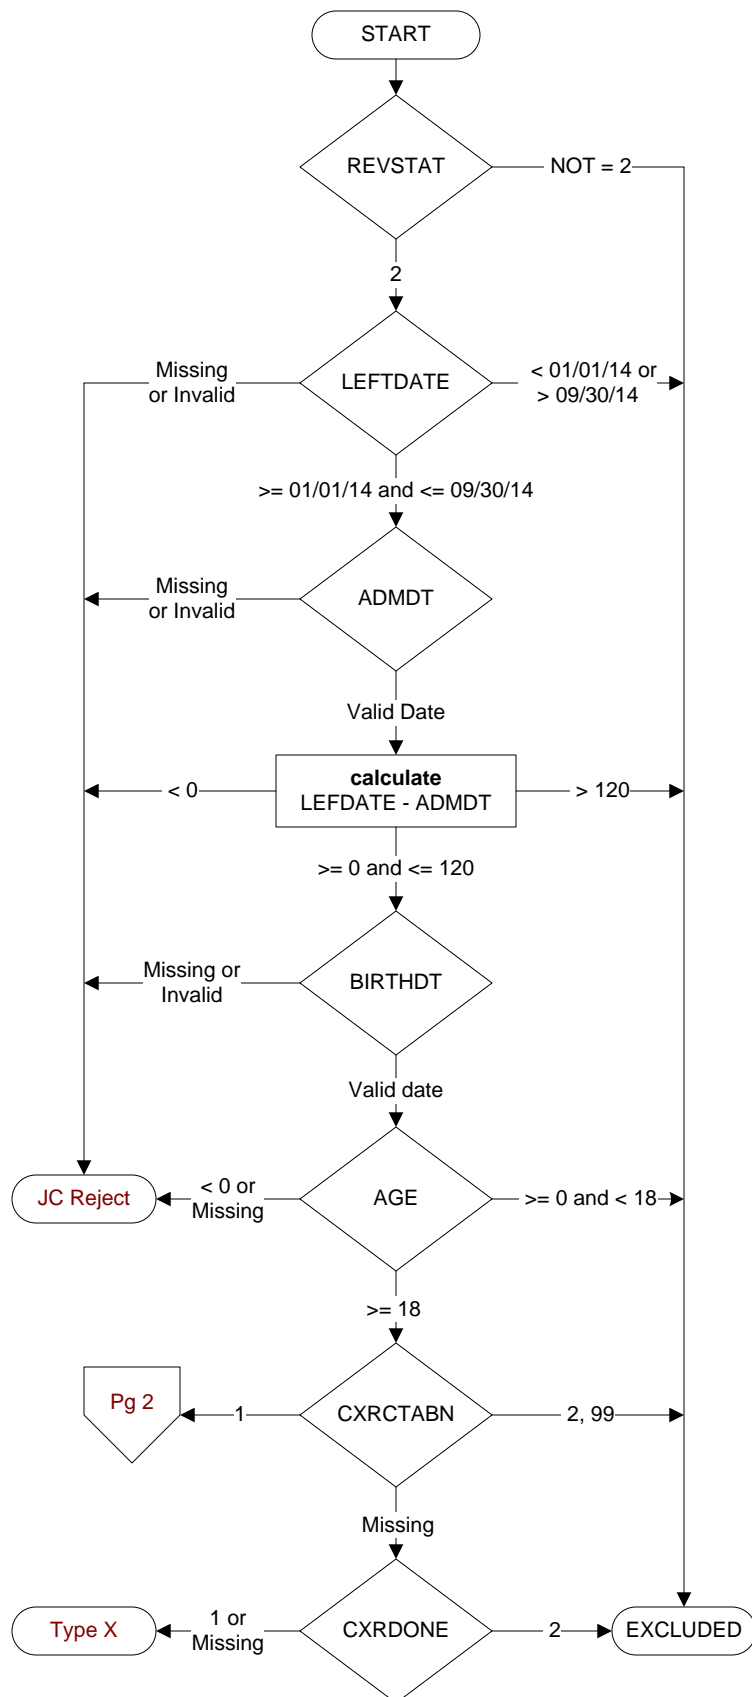 START
REVSTAT
NOT = 2
2
Missing
or Invalid
LEFTDATE
< 01/01/14 or
> 09/30/14
>= 01/01/14 and <= 09/30/14
Missing
or Invalid
ADMDT
Valid Date
< 0
calculate
LEFDATE - ADMDT
> 120
>= 0 and <= 120
Missing or
Invalid
BIRTHDT
Valid date
JC Reject
< 0 or
Missing
AGE
>= 0 and < 18
>= 18
Pg 2
1
CXRCTABN
2, 99
Missing
Type X
1 or
Missing
CXRDONE
2
EXCLUDED